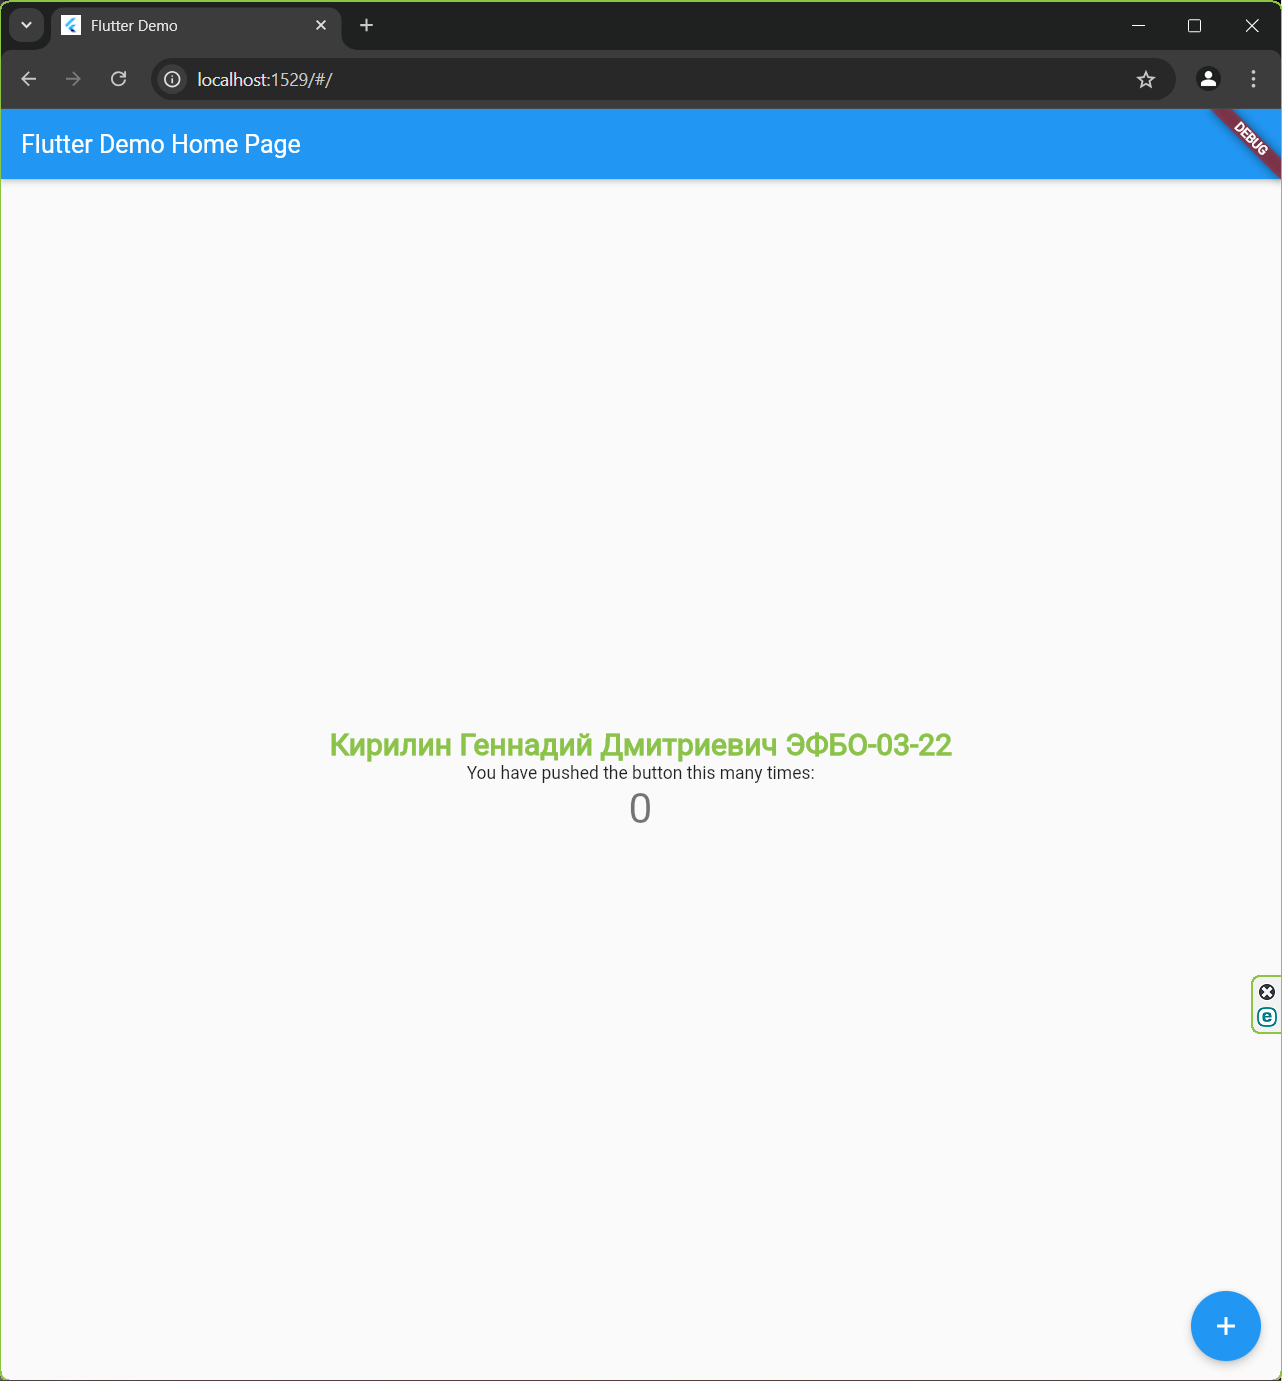 Flutter Demo
localhost:1529/#/
Flutter Demo Home Page
DEBUG
Кирилин Геннадий Дмитриевич ЭФБО-03-22
You have pushed the button this many times:
0
e